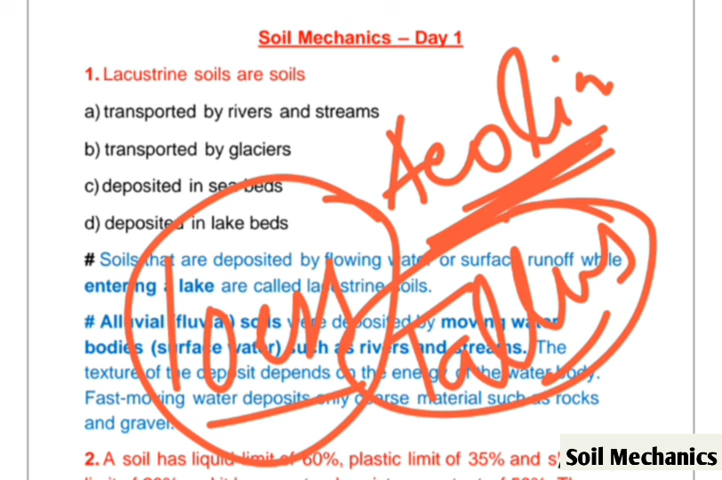 Soil Mechanics – Day 1
1. Lacustrine soils are soils
a) transported by rivers and streams
b) transported by glaciers
c) deposited in sea beds
d) deposited in lake beds
# Soils that are deposited by flowing water or surface runoff while
entering a lake are called lacustrine soils.
# Alluvial (fluvial) soils were deposited by moving water
bodies (surface water) such as rivers and streams. The
texture of the deposit depends on the energy of the water body.
Fast-moving water deposits only coarse material such as rocks
and gravel.
2. A soil has liquid limit of 60%, plastic limit of 35% and
Aeolin
loess
Tallus
Soil Mechanics